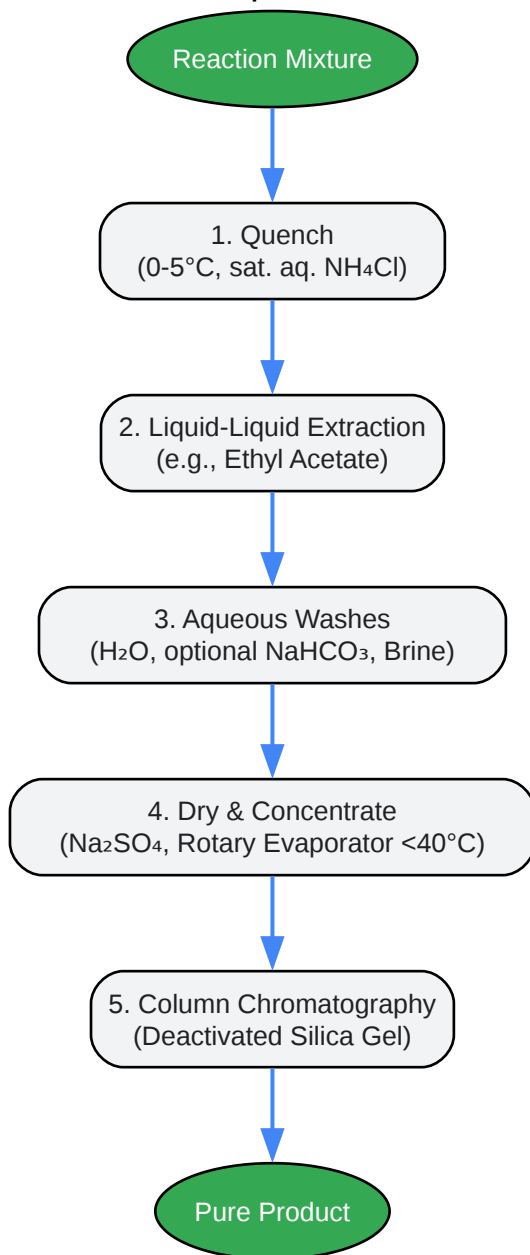 Reaction Mixture
1. Quench
(0-5°C, sat. aq. NH₄Cl)
2. Liquid-Liquid Extraction
(e.g., Ethyl Acetate)
3. Aqueous Washes
(H₂O, optional NaHCO₃, Brine)
4. Dry & Concentrate
(Na₂SO₄, Rotary Evaporator <40°C)
5. Column Chromatography
(Deactivated Silica Gel)
Pure Product